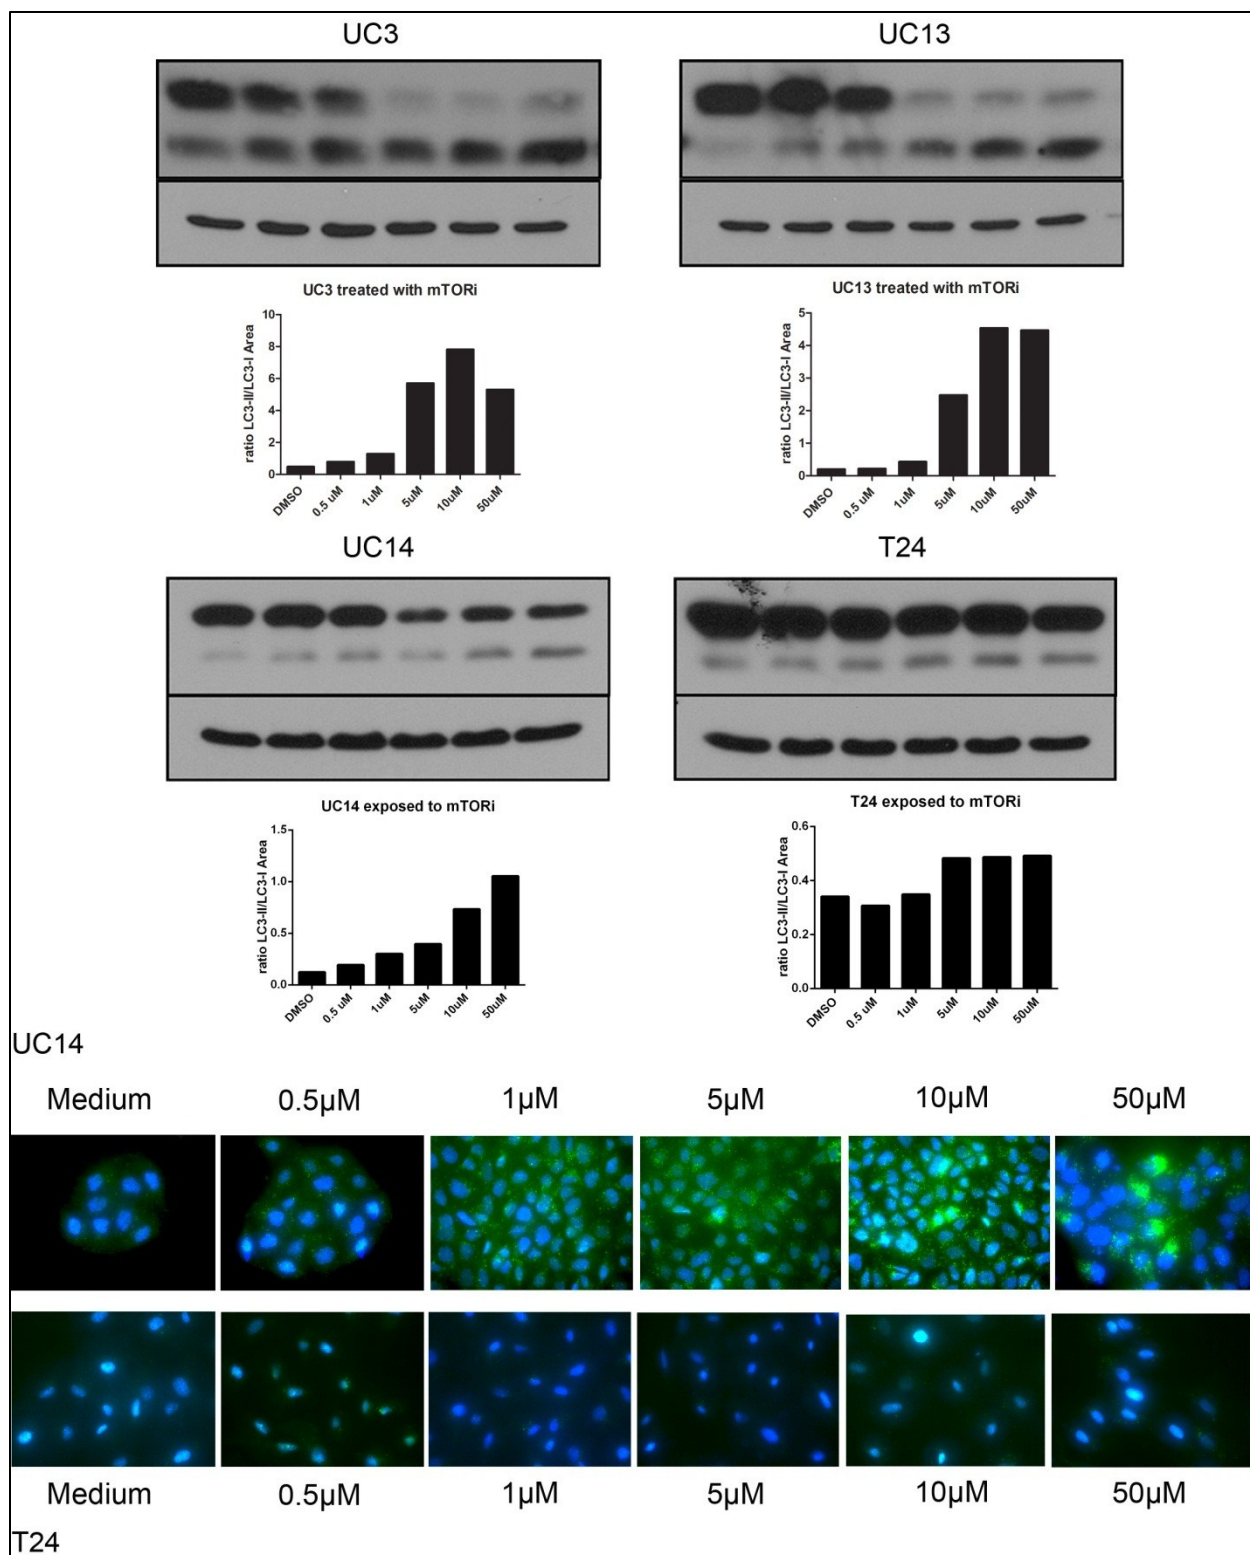 UC3 UC13
UC3 treated with mTORi UC13 treated with mTORi
ratio LC3-II/LC3-I Area
10
8
6
4
2
0
DMSO 0.5 uM 1uM 5uM 10uM 50uM
ratio LC3-II/LC3-I Area
5
4
3
2
1
0
DMSO 0.5 uM 1uM 5uM 10uM 50uM
UC14 T24
UC14 exposed to mTORi T24 exposed to mTORi
ratio LC3-II/LC3-I Area
1.5
1.0
0.5
0.0
DMSO 0.5 uM 1uM 5uM 10uM 50uM
ratio LC3-II/LC3-I Area
0.6
0.4
0.2
0.0
DMSO 0.5 uM 1uM 5uM 10uM 50uM
UC14
Medium 0.5µM 1µM 5µM 10µM 50µM
Medium 0.5µM 1µM 5µM 10µM 50µM
T24